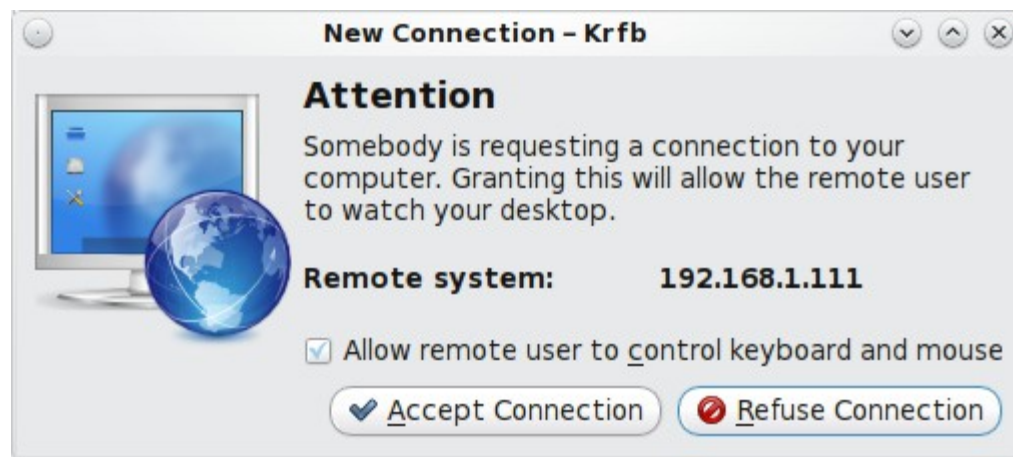 New Connection – Krfb
Attention
Somebody is requesting a connection to your
computer. Granting this will allow the remote user
to watch your desktop.
Remote system: 192.168.1.111
Allow remote user to control keyboard and mouse
Accept Connection Refuse Connection